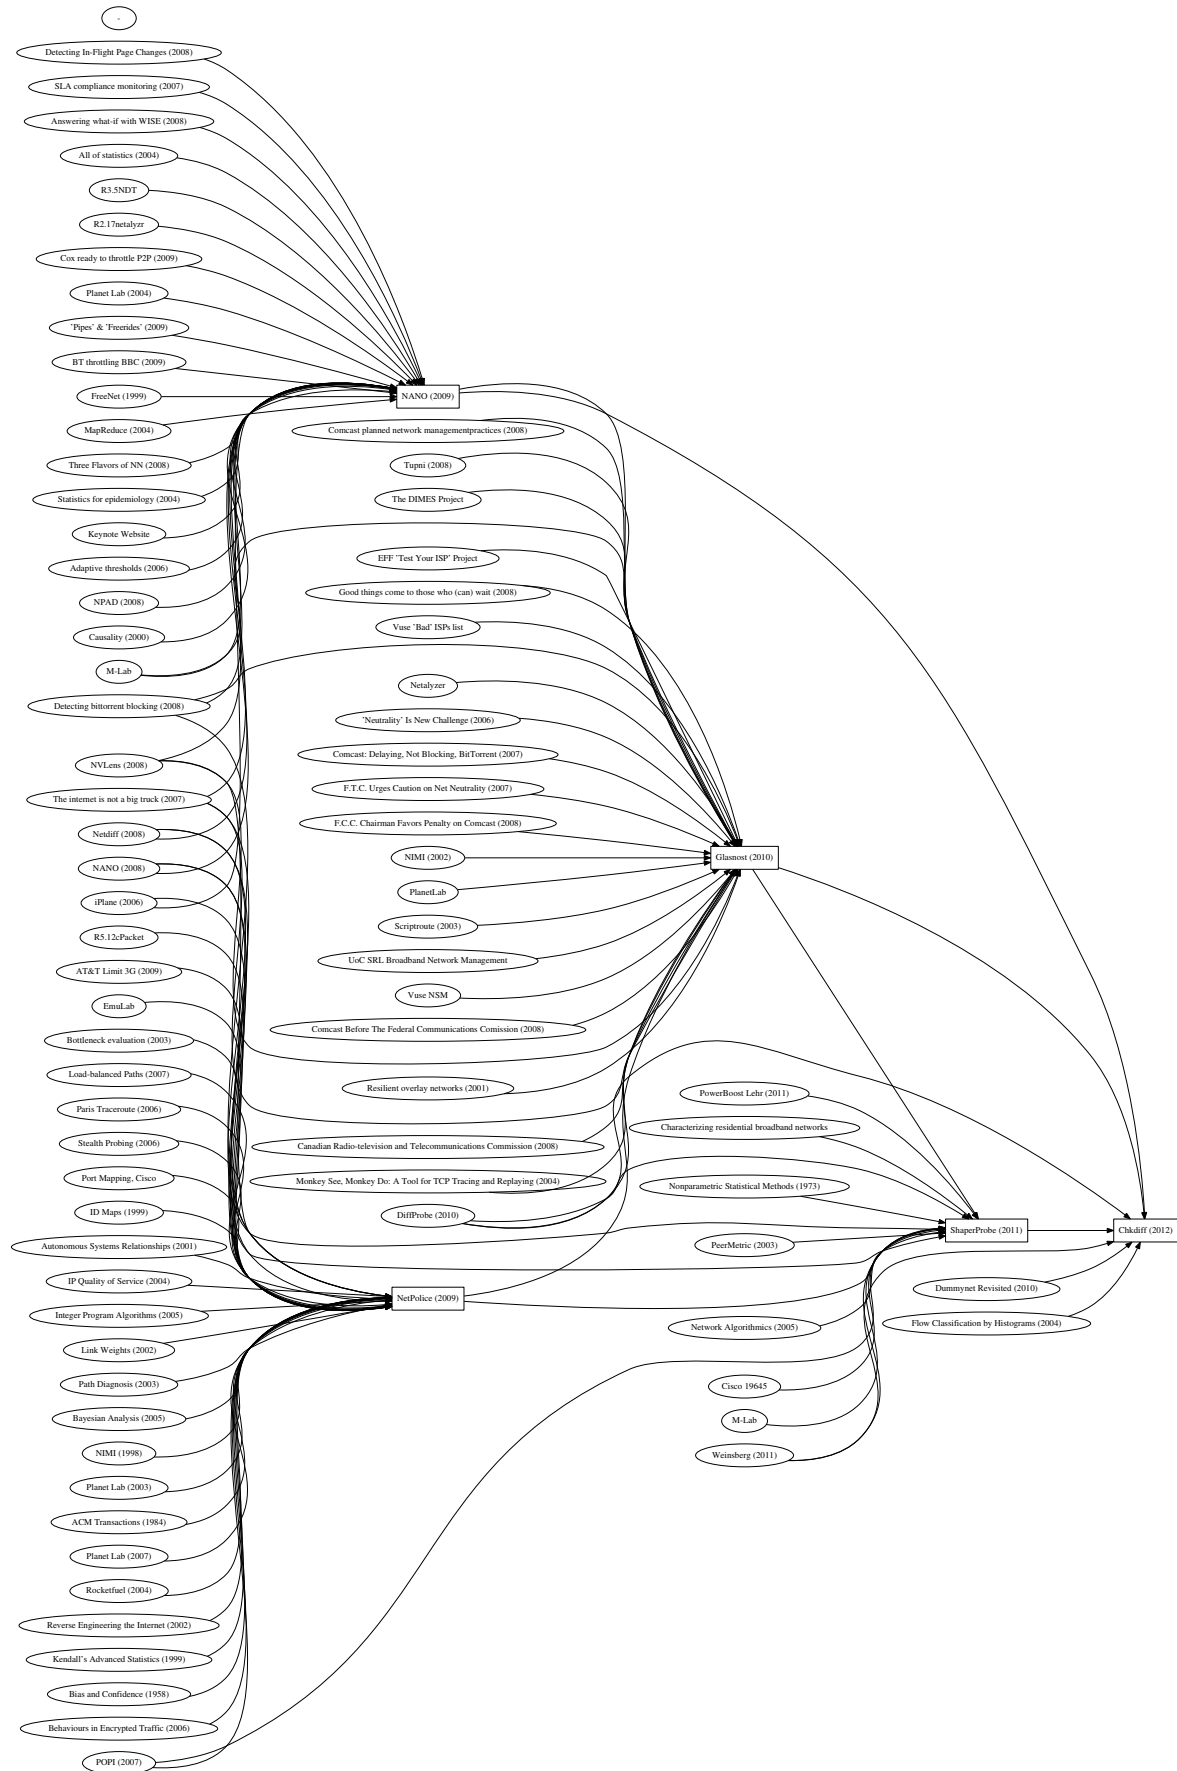 -
Detecting In-Flight Page Changes (2008)
SLA compliance monitoring (2007)
Answering what-if with WISE (2008)
All of statistics (2004)
R3.5NDT
R2.17netalyzr
Cox ready to throttle P2P (2009)
Planet Lab (2004)
'Pipes' & 'Freerides' (2009)
BT throttling BBC (2009)
FreeNet (1999)
MapReduce (2004)
Three Flavors of NN (2008)
Statistics for epidemiology (2004)
Keynote Website
Adaptive thresholds (2006)
NPAD (2008)
Causality (2000)
M-Lab
Detecting bittorrent blocking (2008)
NVLens (2008)
The internet is not a big truck (2007)
Netdiff (2008)
NANO (2008)
iPlane (2006)
R5.12cPacket
AT&T Limit 3G (2009)
EmuLab
Bottleneck evaluation (2003)
Load-balanced Paths (2007)
Paris Traceroute (2006)
Stealth Probing (2006)
Port Mapping, Cisco
ID Maps (1999)
Autonomous Systems Relationships (2001)
IP Quality of Service (2004)
Integer Program Algorithms (2005)
Link Weights (2002)
Path Diagnosis (2003)
Bayesian Analysis (2005)
NIMI (1998)
Planet Lab (2003)
ACM Transactions (1984)
Planet Lab (2007)
Rocketfuel (2004)
Reverse Engineering the Internet (2002)
Kendall's Advanced Statistics (1999)
Bias and Confidence (1958)
Behaviours in Encrypted Traffic (2006)
POPI (2007)
NANO (2009)
Comcast planned network managementpractices (2008)
Tupni (2008)
The DIMES Project
EFF 'Test Your ISP' Project
Good things come to those who (can) wait (2008)
Vuse 'Bad' ISPs list
Netalyzer
'Neutrality' Is New Challenge (2006)
Comcast: Delaying, Not Blocking, BitTorrent (2007)
F.T.C. Urges Caution on Net Neutrality (2007)
F.C.C. Chairman Favors Penalty on Comcast (2008)
NIMI (2002)
PlanetLab
Scriptroute (2003)
UoC SRL Broadband Network Management
Vuse NSM
Comcast Before The Federal Communications Comission (2008)
Resilient overlay networks (2001)
Canadian Radio-television and Telecommunications Commission (2008)
Monkey See, Monkey Do: A Tool for TCP Tracing and Replaying (2004)
DiffProbe (2010)
NetPolice (2009)
Glasnost (2010)
PowerBoost Lehr (2011)
Characterizing residential broadband networks
Nonparametric Statistical Methods (1973)
PeerMetric (2003)
Network Algorithmics (2005)
Cisco 19645
M-Lab
Weinsberg (2011)
ShaperProbe (2011)
Dummynet Revisited (2010)
Flow Classification by Histograms (2004)
Chkdiff (2012)